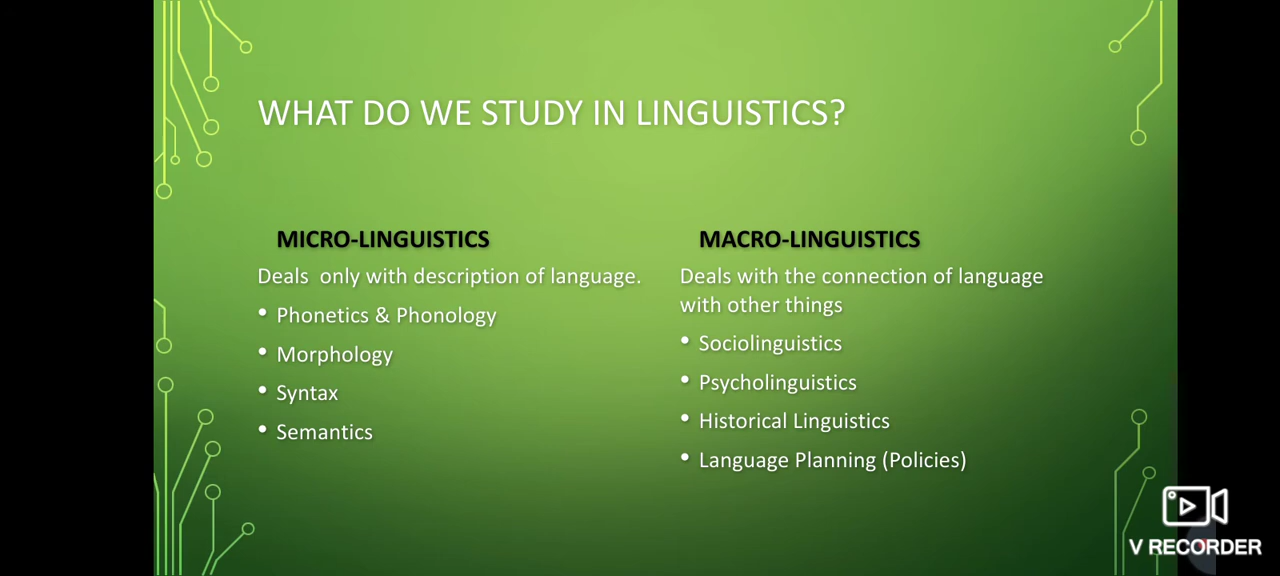 WHAT DO WE STUDY IN LINGUISTICS?
MICRO-LINGUISTICS
Deals only with description of language.
• Phonetics & Phonology
• Morphology
• Syntax
• Semantics
MACRO-LINGUISTICS
Deals with the connection of language
with other things
• Sociolinguistics
• Psycholinguistics
• Historical Linguistics
• Language Planning (Policies)
V RECORDER